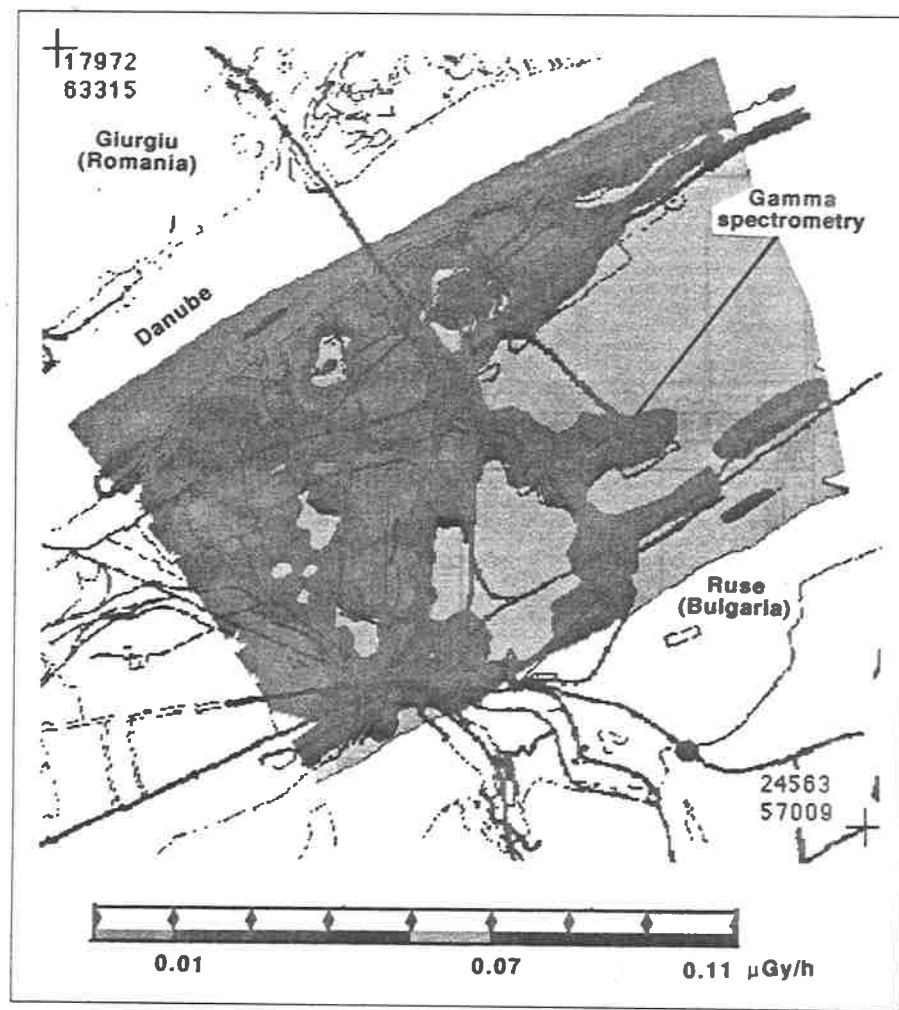 17972
63315
Giurgiu
(Romania)
Gamma
spectrometry
Danube
Ruse
(Bulgaria)
24563
57009
0.01 0.07 0.11 µGy/h